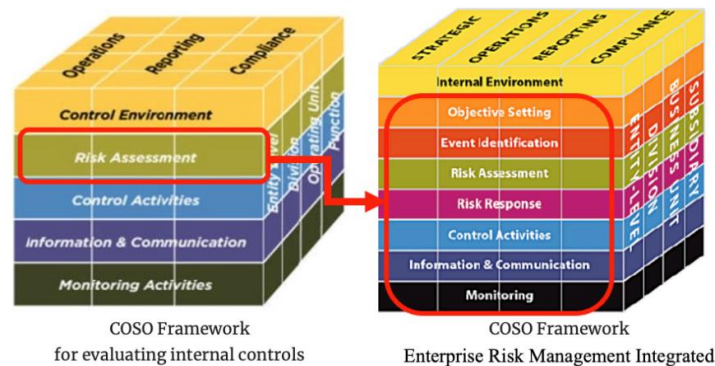 Operations
Reporting
Compliance
Control Environment
Risk Assessment
Control Activities
Information & Communication
Monitoring Activities
Entity Level
Division
Operating Unit
Function
COSO Framework
for evaluating internal controls
STRATEGIC
OPERATIONS
REPORTING
COMPLIANCE
Internal Environment
Objective Setting
Event Identification
Risk Assessment
Risk Response
Control Activities
Information & Communication
Monitoring
ENTITY-LEVEL
DIVISION
BUSINESS UNIT
SUBSIDIARY
COSO Framework
Enterprise Risk Management Integrated